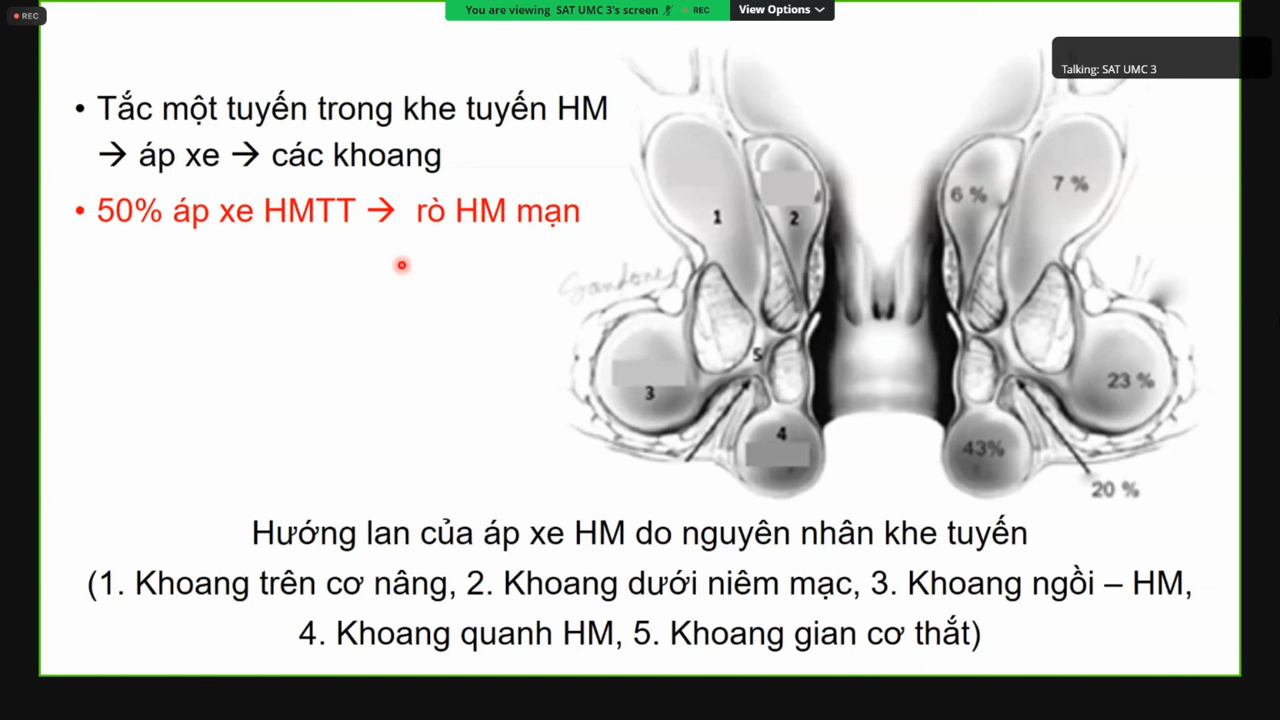 REC
You are viewing SAT UMC 3's screen REC View Options
Talking: SAT UMC 3
• Tắc một tuyến trong khe tuyến HM
→ áp xe → các khoang
• 50% áp xe HMTT → rò HM mạn
1
2
6 %
7 %
5
3
23 %
4
43%
20 %
Hướng lan của áp xe HM do nguyên nhân khe tuyến
(1. Khoang trên cơ nâng, 2. Khoang dưới niêm mạc, 3. Khoang ngồi – HM,
4. Khoang quanh HM, 5. Khoang gian cơ thắt)